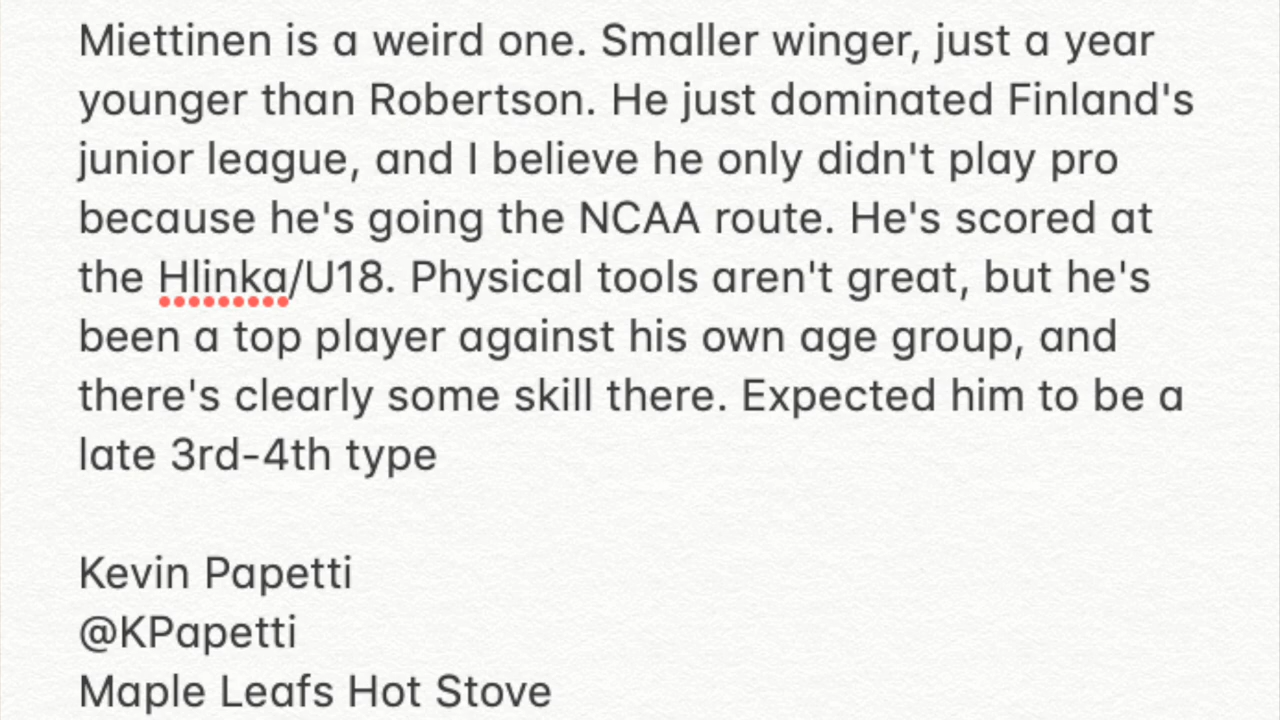 Miettinen is a weird one. Smaller winger, just a year
younger than Robertson. He just dominated Finland's
junior league, and I believe he only didn't play pro
because he's going the NCAA route. He's scored at
the Hlinka/U18. Physical tools aren't great, but he's
been a top player against his own age group, and
there's clearly some skill there. Expected him to be a
late 3rd-4th type
Kevin Papetti
@KPapetti
Maple Leafs Hot Stove